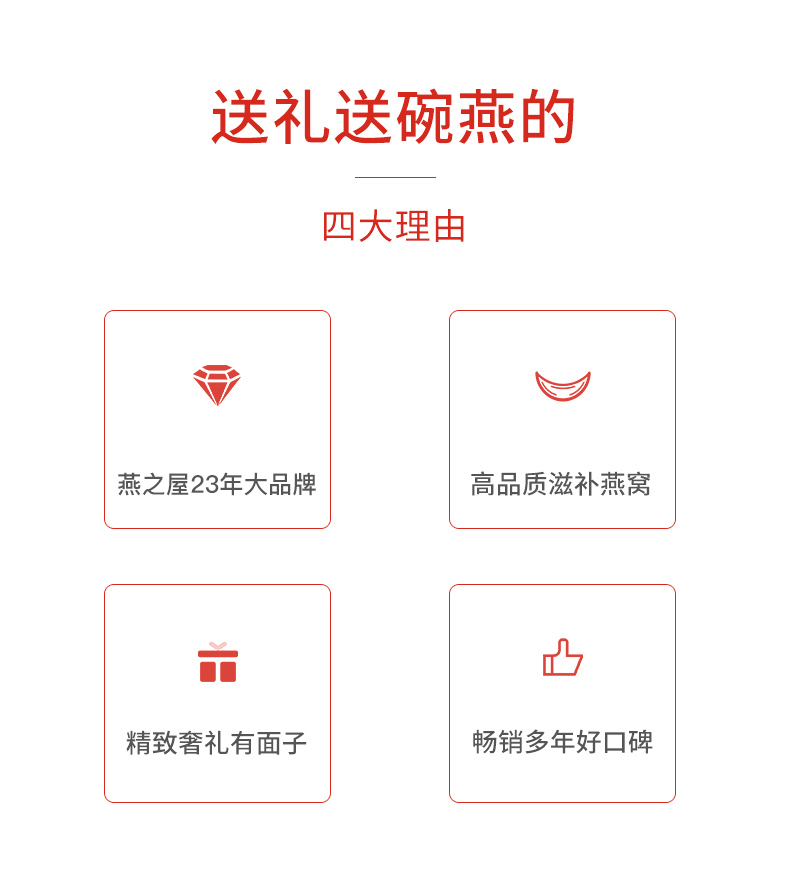 送礼送碗燕的
四大理由
燕之屋23年大品牌
高品质滋补燕窝
精致奢礼有面子
畅销多年好口碑